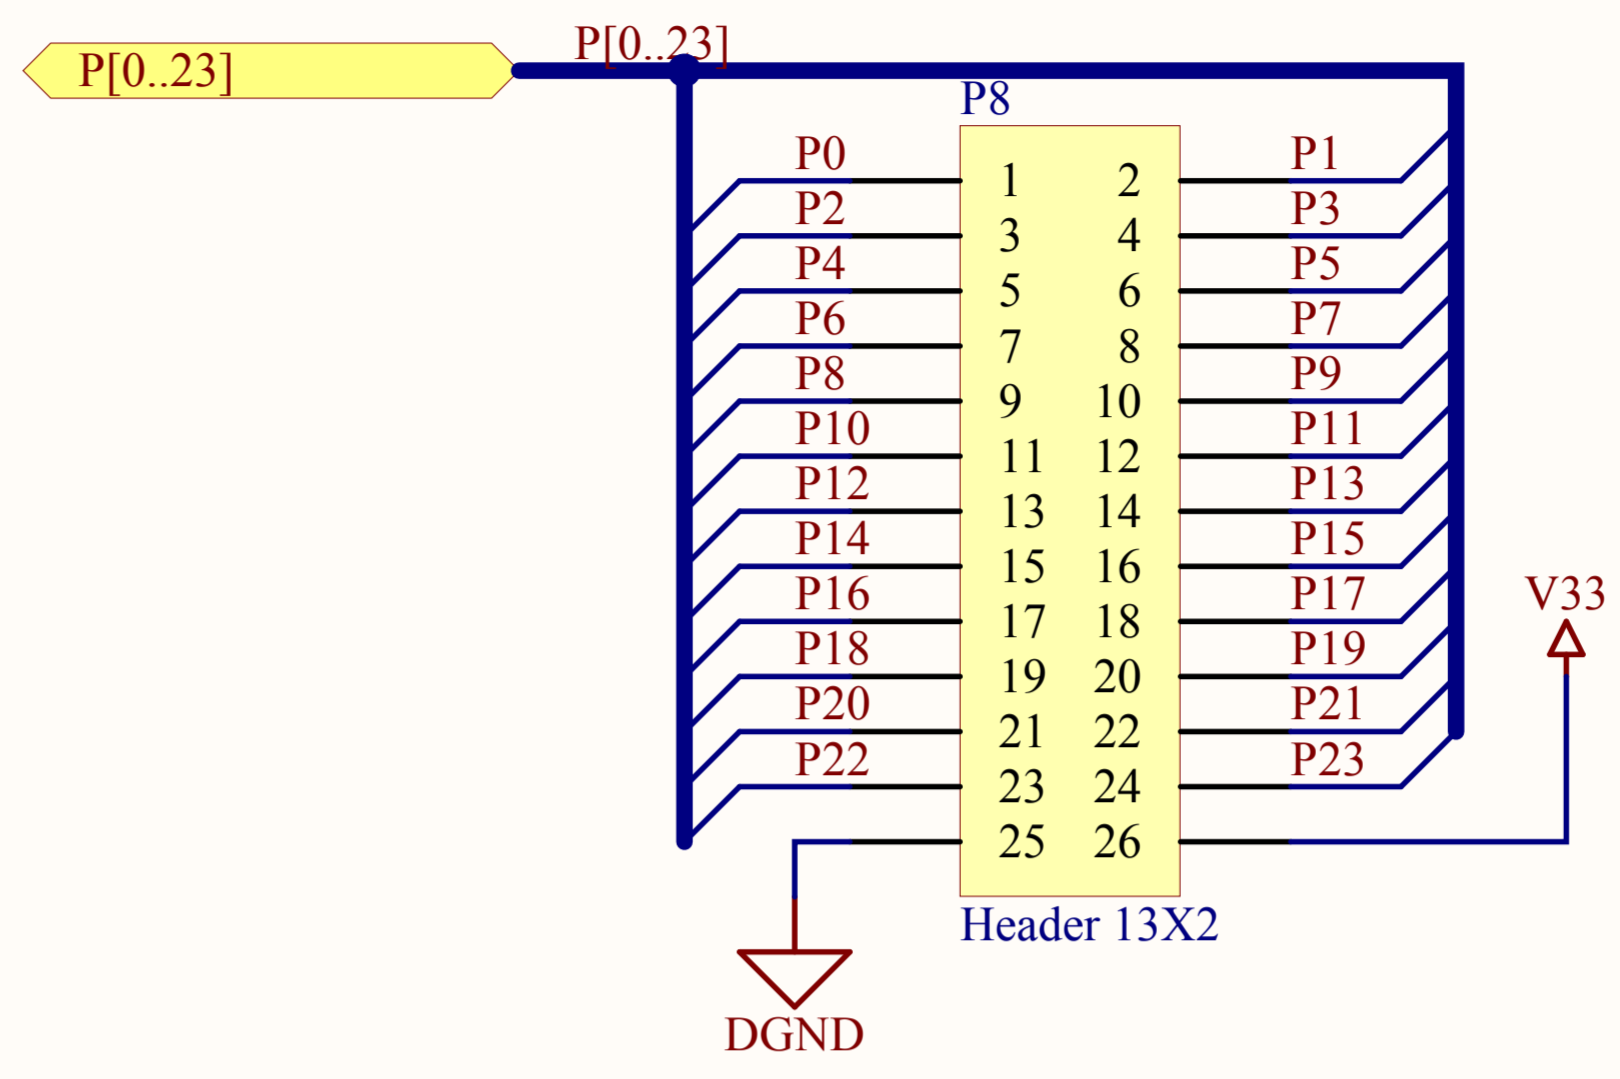 P[0..23]
P[0..23]
P8
P0 1 2 P1
P2 3 4 P3
P4 5 6 P5
P6 7 8 P7
P8 9 10 P9
P10 11 12 P11
P12 13 14 P13
P14 15 16 P15
P16 17 18 P17
V33
P18 19 20 P19
P20 21 22 P21
P22 23 24 P23
25 26
Header 13X2
DGND